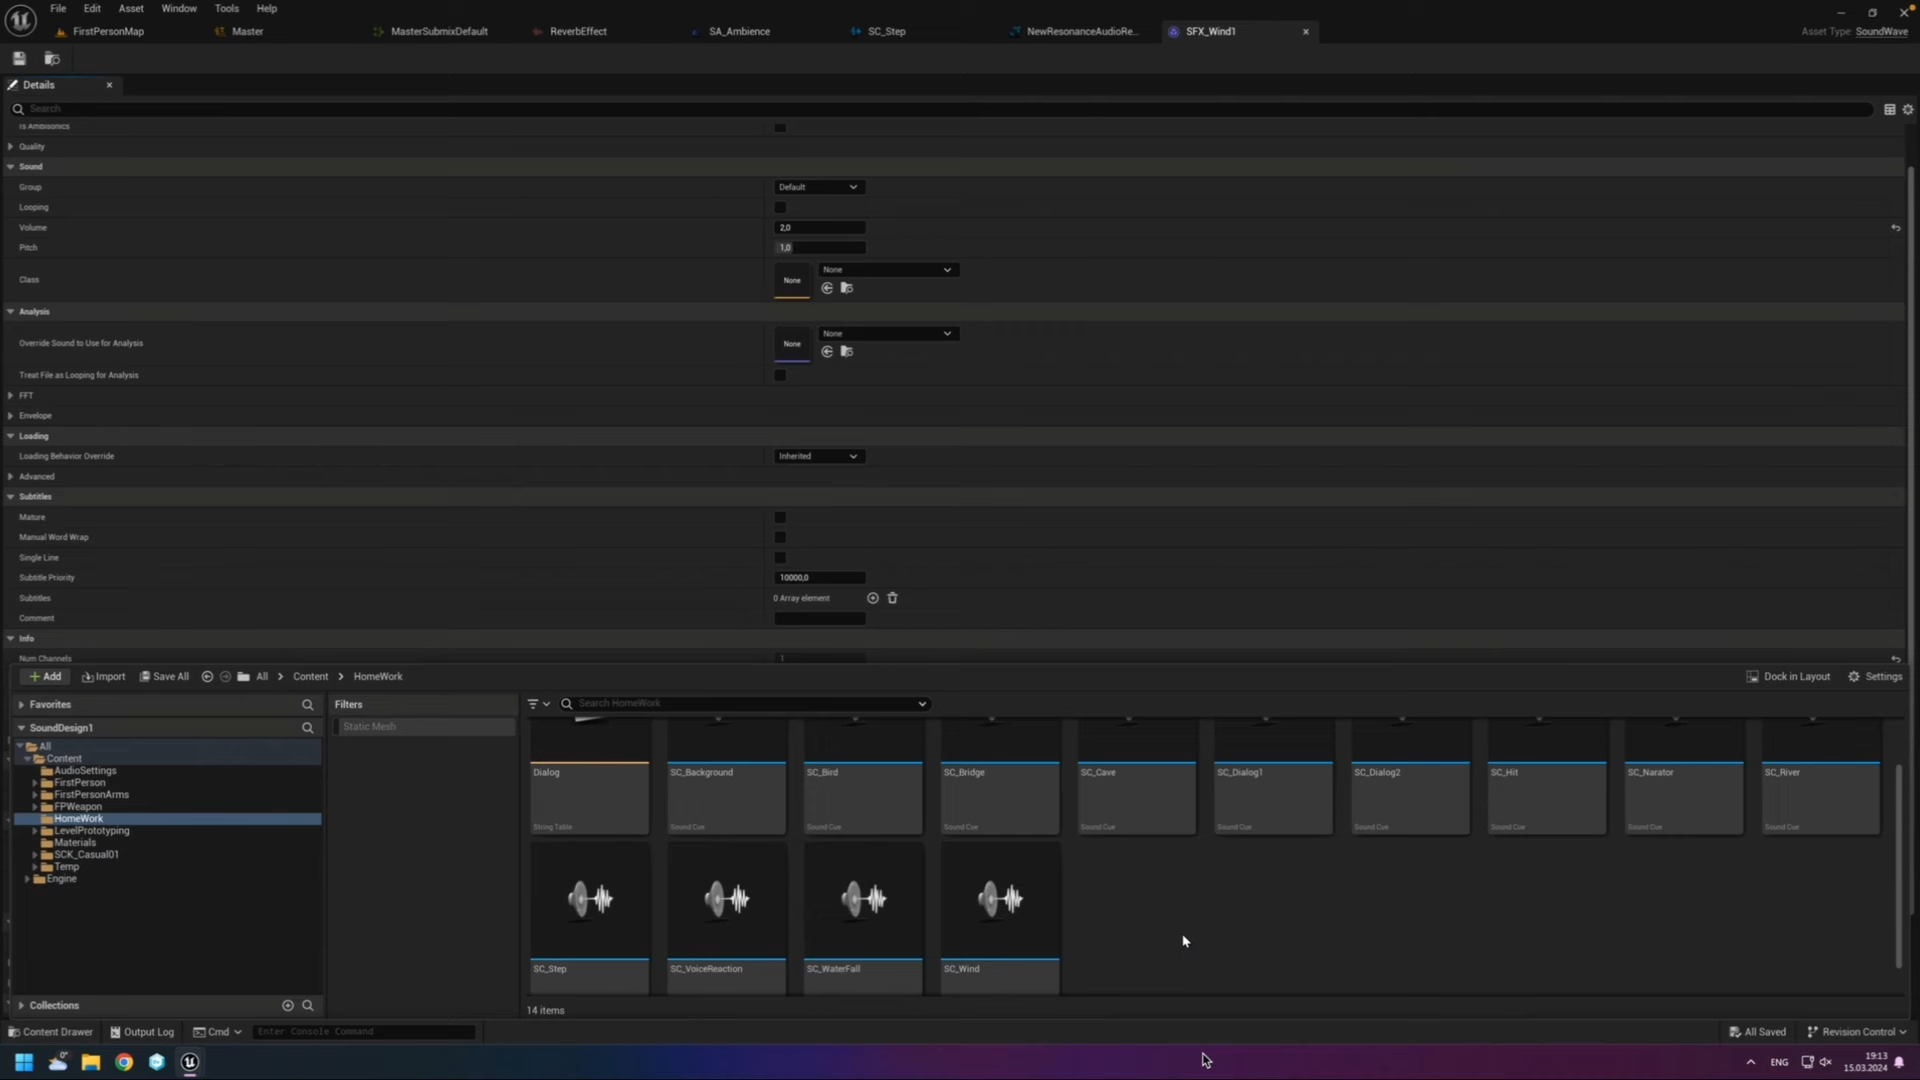 File Edit Asset Window Tools Help
FirstPersonMap Master MasterSubmixDefault ReverbEffect SA_Ambience SC_Step NewResonanceAudioRe... SFX_Wind1
Asset Type: SoundWave
Details
Search
Is Ambisonics
Quality
Sound
Group Default
Looping
Volume 2,0
Pitch 1,0
Class None None
Analysis
Override Sound to Use for Analysis None None
Treat File as Looping for Analysis
FFT
Envelope
Loading
Loading Behavior Override Inherited
Advanced
Subtitles
Mature
Manual Word Wrap
Single Line
Subtitle Priority 10000,0
Subtitles 0 Array element
Comment
Info
Num Channels 1
Add Import Save All All Content HomeWork Dock in Layout Settings
Favorites Filters Search HomeWork
SoundDesign1 Static Mesh
All
Content
AudioSettings
FirstPerson
FirstPersonArms
FPWeapon
HomeWork
LevelPrototyping
Materials
SCK_Casual01
Temp
Engine
Collections
Dialog SC_Background SC_Bird SC_Bridge SC_Cave SC_Dialog1 SC_Dialog2 SC_Hit SC_Narator SC_River
String Table Sound Cue Sound Cue Sound Cue Sound Cue Sound Cue Sound Cue Sound Cue Sound Cue Sound Cue
SC_Step SC_VoiceReaction SC_WaterFall SC_Wind
14 items
Content Drawer Output Log Cmd Enter Console Command All Saved Revision Control
ENG 19:13
15.03.2024